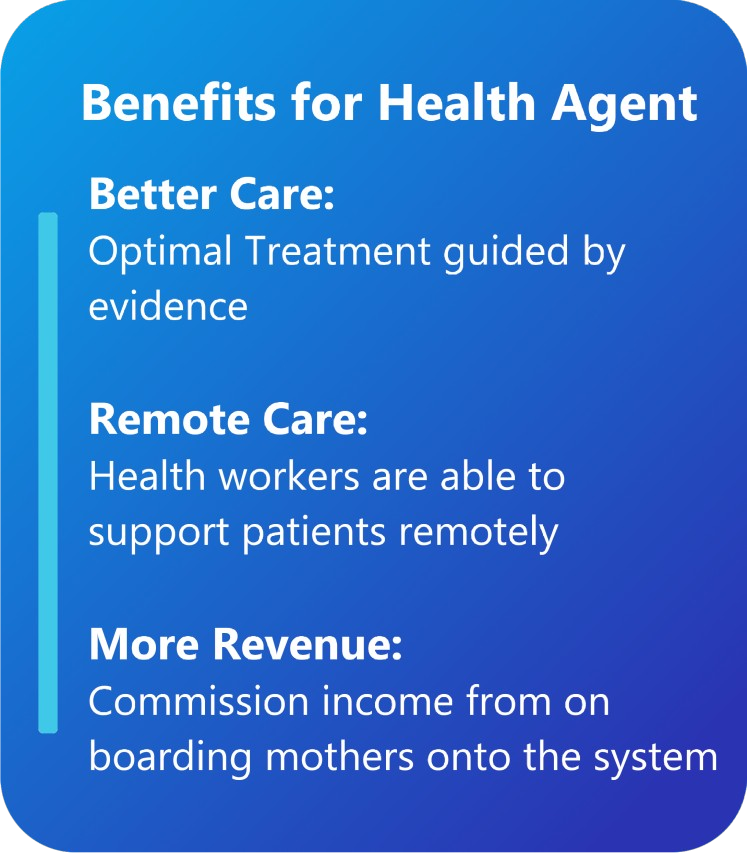 Benefits for Health Agent
Better Care:
Optimal Treatment guided by
evidence
Remote Care:
Health workers are able to
support patients remotely
More Revenue:
Commission income from on
boarding mothers onto the system